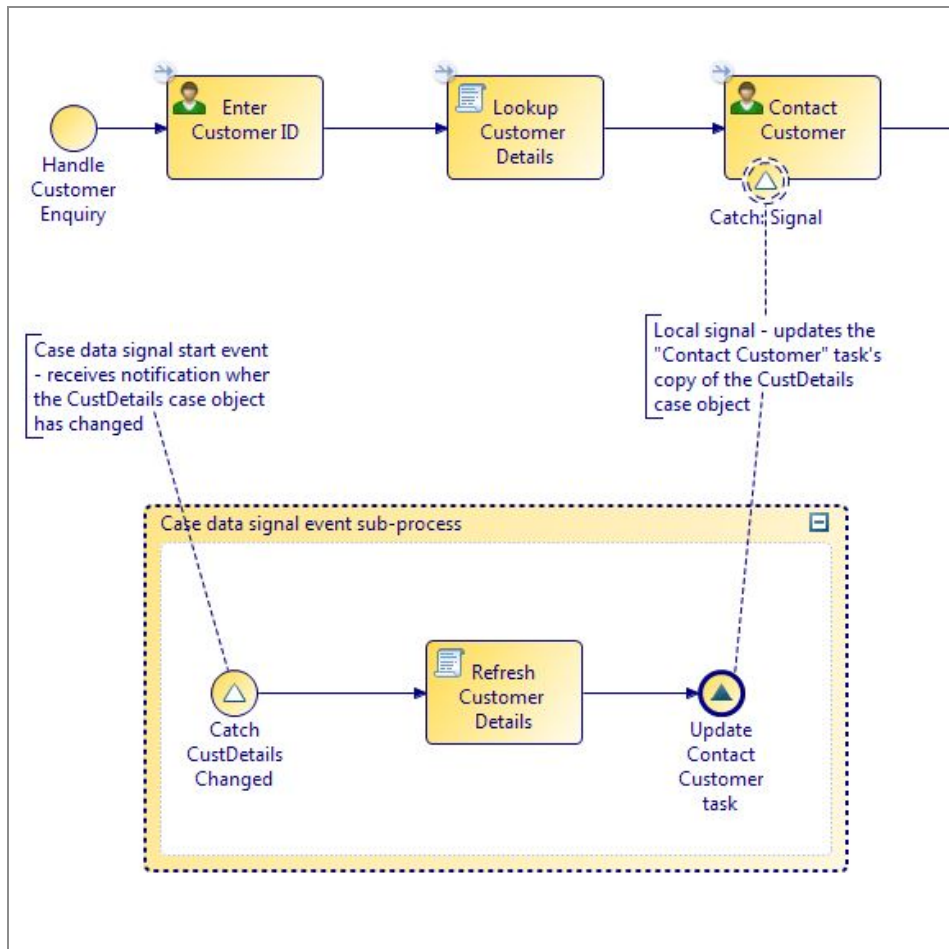 Enter
Customer ID
Lookup
Customer
Details
Contact
Customer
Handle
Customer
Enquiry
Catch: Signal
Case data signal start event
- receives notification when
the CustDetails case object
has changed
Local signal - updates the
"Contact Customer" task's
copy of the CustDetails
case object
Case data signal event sub-process
Catch
CustDetails
Changed
Refresh
Customer
Details
Update
Contact
Customer
task